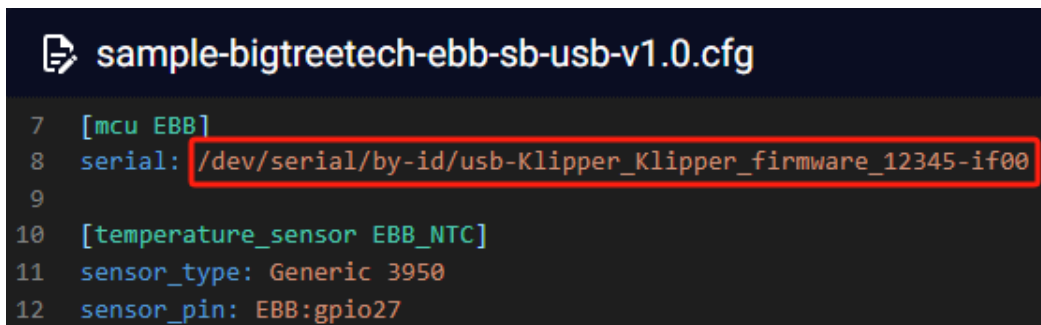 sample-bigtreetech-ebb-sb-usb-v1.0.cfg
7 [mcu EBB]
8 serial: /dev/serial/by-id/usb-Klipper_Klipper_firmware_12345-if00
9
10 [temperature_sensor EBB_NTC]
11 sensor_type: Generic 3950
12 sensor_pin: EBB:gpio27